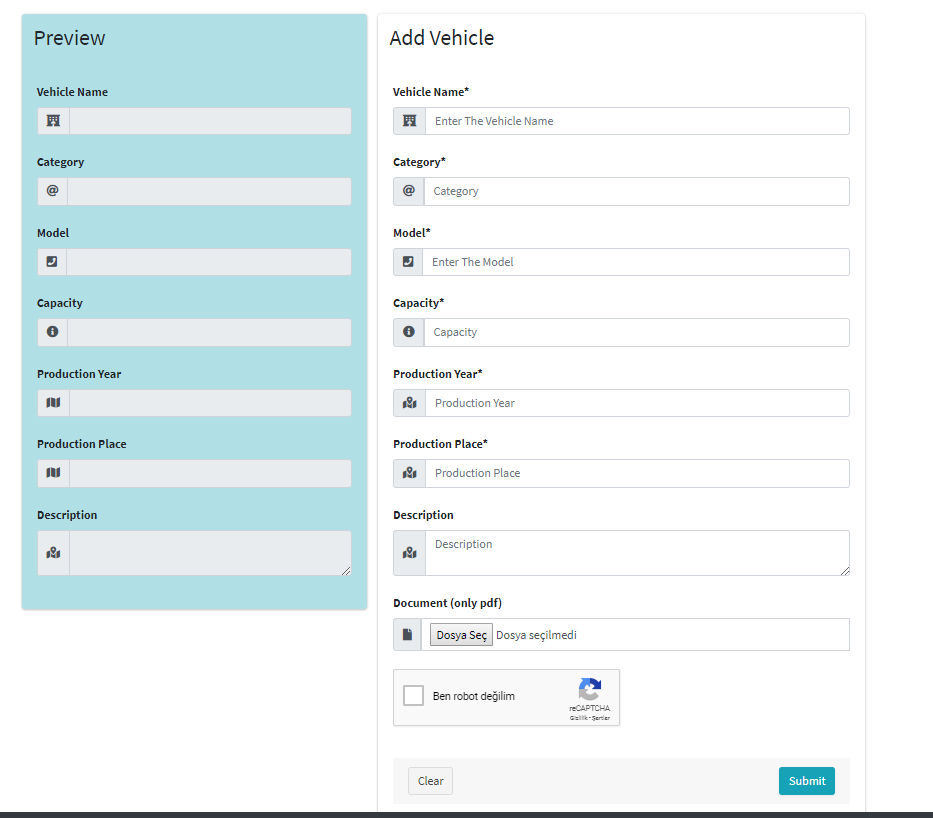 Preview
Vehicle Name
Category
@
Model
Capacity
Production Year
Production Place
Description
Add Vehicle
Vehicle Name*
Enter The Vehicle Name
Category*
@ Category
Model*
Enter The Model
Capacity*
Capacity
Production Year*
Production Year
Production Place*
Production Place
Description
Description
Document (only pdf)
Dosya Seç Dosya seçilmedi
Ben robot değilim
reCAPTCHA
Gizlilik - Şartlar
Clear Submit